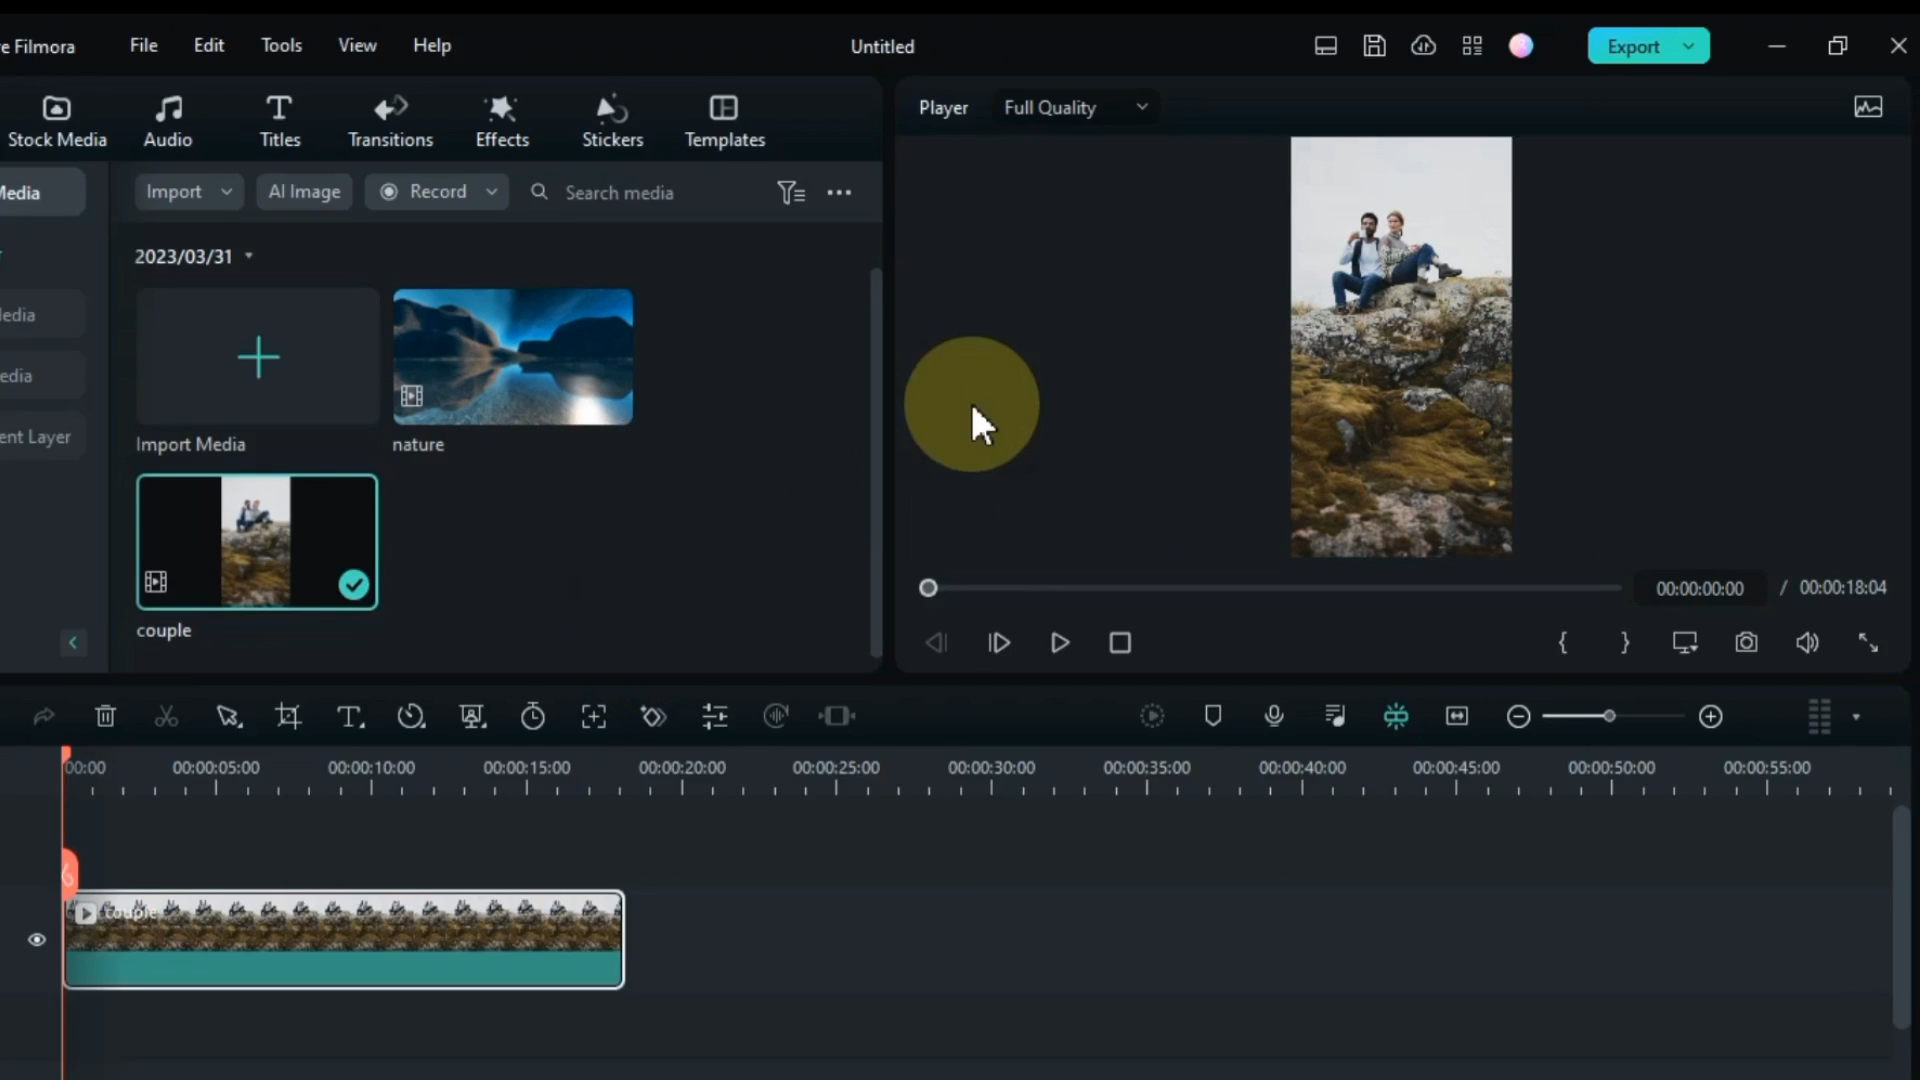 e Filmora File Edit Tools View Help Untitled Export
Stock Media Audio Titles Transitions Effects Stickers Templates
Player Full Quality
Media Import AI Image Record Search media
2023/03/31
edia
edia
ent Layer
Import Media nature
couple
00:00:00:00 / 00:00:18:04
00:00 00:00:05:00 00:00:10:00 00:00:15:00 00:00:20:00 00:00:25:00 00:00:30:00 00:00:35:00 00:00:40:00 00:00:45:00 00:00:50:00 00:00:55:00
couple